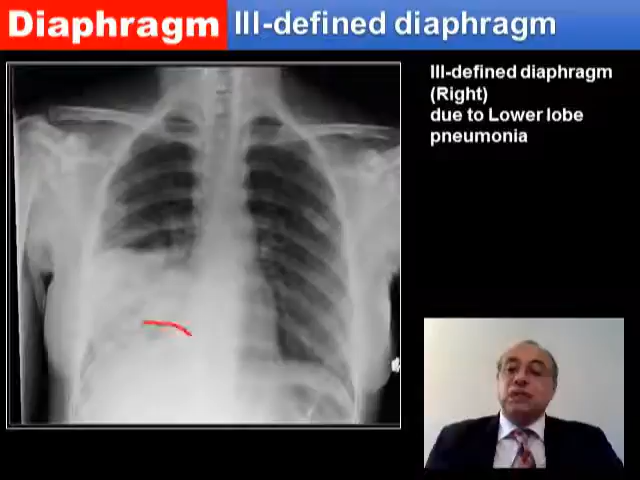 Diaphragm Ill-defined diaphragm
Ill-defined diaphragm
(Right)
due to Lower lobe
pneumonia